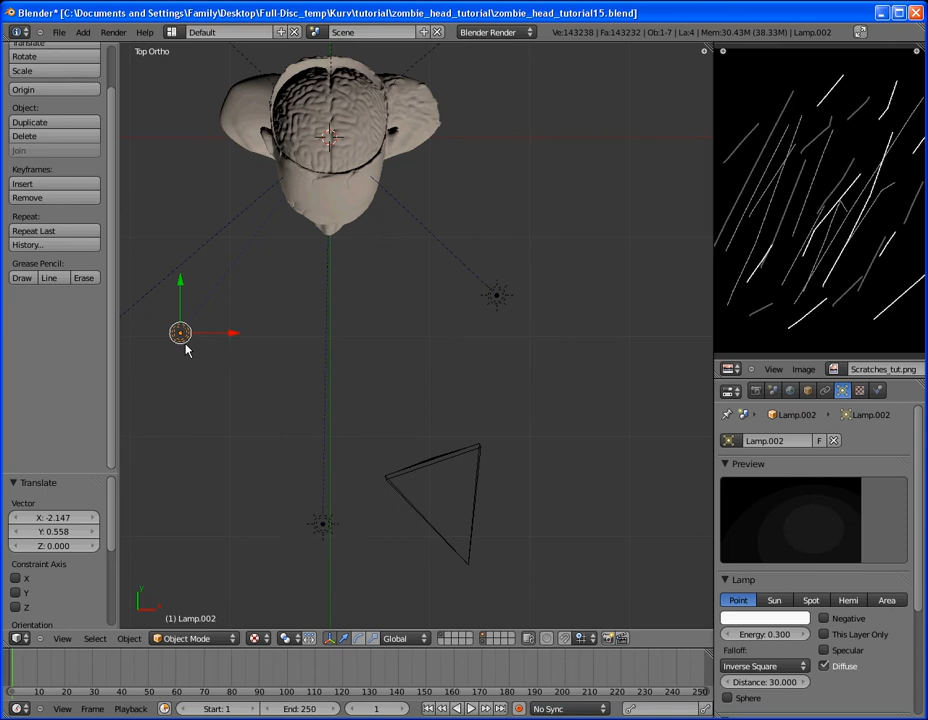 Blender* [C:\Documents and Settings\Family\Desktop\Full-Disc_temp\Kurv\tutorial\zombie_head_tutorial\zombie_head_tutorial15.blend]
File Add Render Help Default Scene Blender Render Ve:143238 | Fa:143232 | Ob:1-7 | La:4 | Mem:30.43M (38.33M) | Lamp.002
Translate
Rotate
Scale
Origin
Object:
Duplicate
Delete
Join
Keyframes:
Insert
Remove
Repeat:
Repeat Last
History...
Grease Pencil:
Draw Line Erase
Translate
Vector
X: -2.147
Y: 0.558
Z: 0.000
Constraint Axis
X
Y
Z
Orientation
Top Ortho
(1) Lamp.002
View Select Object Object Mode Global
10 20 30 40 50 60 70 80 90 100 110 120 130 140 150 160 170 180 190 200 210 220 230 240 250
View Frame Playback Start: 1 End: 250 1 No Sync
View Image Scratches_tut.png
Lamp.002 Lamp.002
Lamp.002 F
Preview
Lamp
Point Sun Spot Hemi Area
Negative
Energy: 0.300 This Layer Only
Falloff: Specular
Inverse Square Diffuse
Distance: 30.000
Sphere